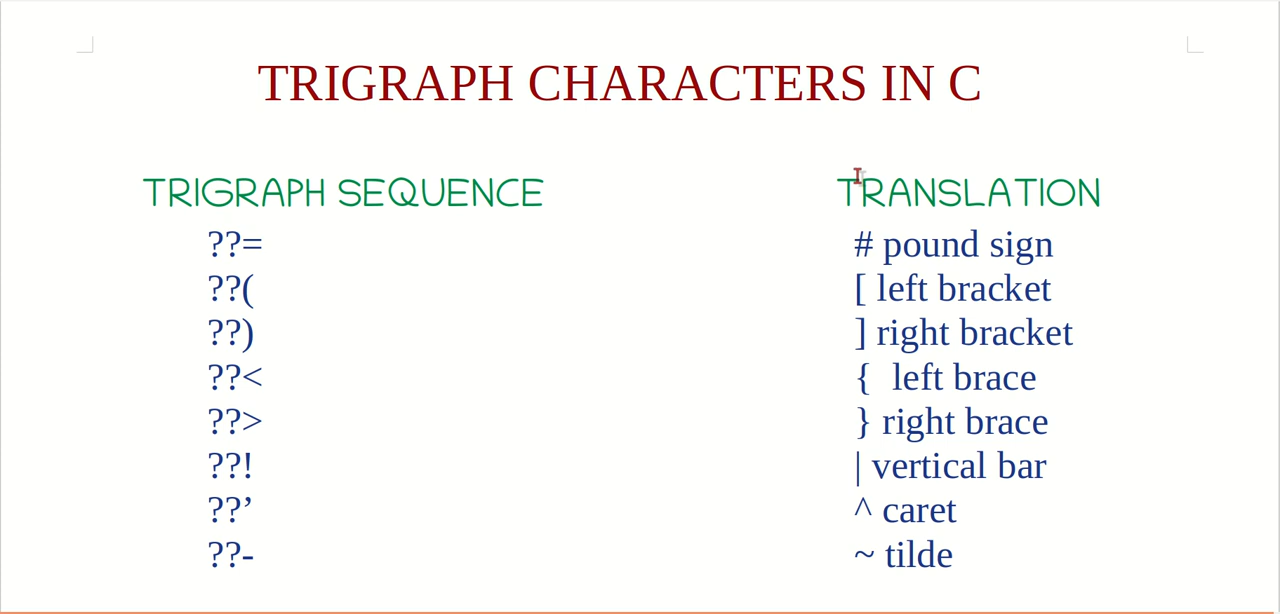 TRIGRAPH CHARACTERS IN C
TRIGRAPH SEQUENCE TRANSLATION
??= # pound sign
??( [ left bracket
??) ] right bracket
??< { left brace
??> } right brace
??! | vertical bar
??’ ^ caret
??- ~ tilde